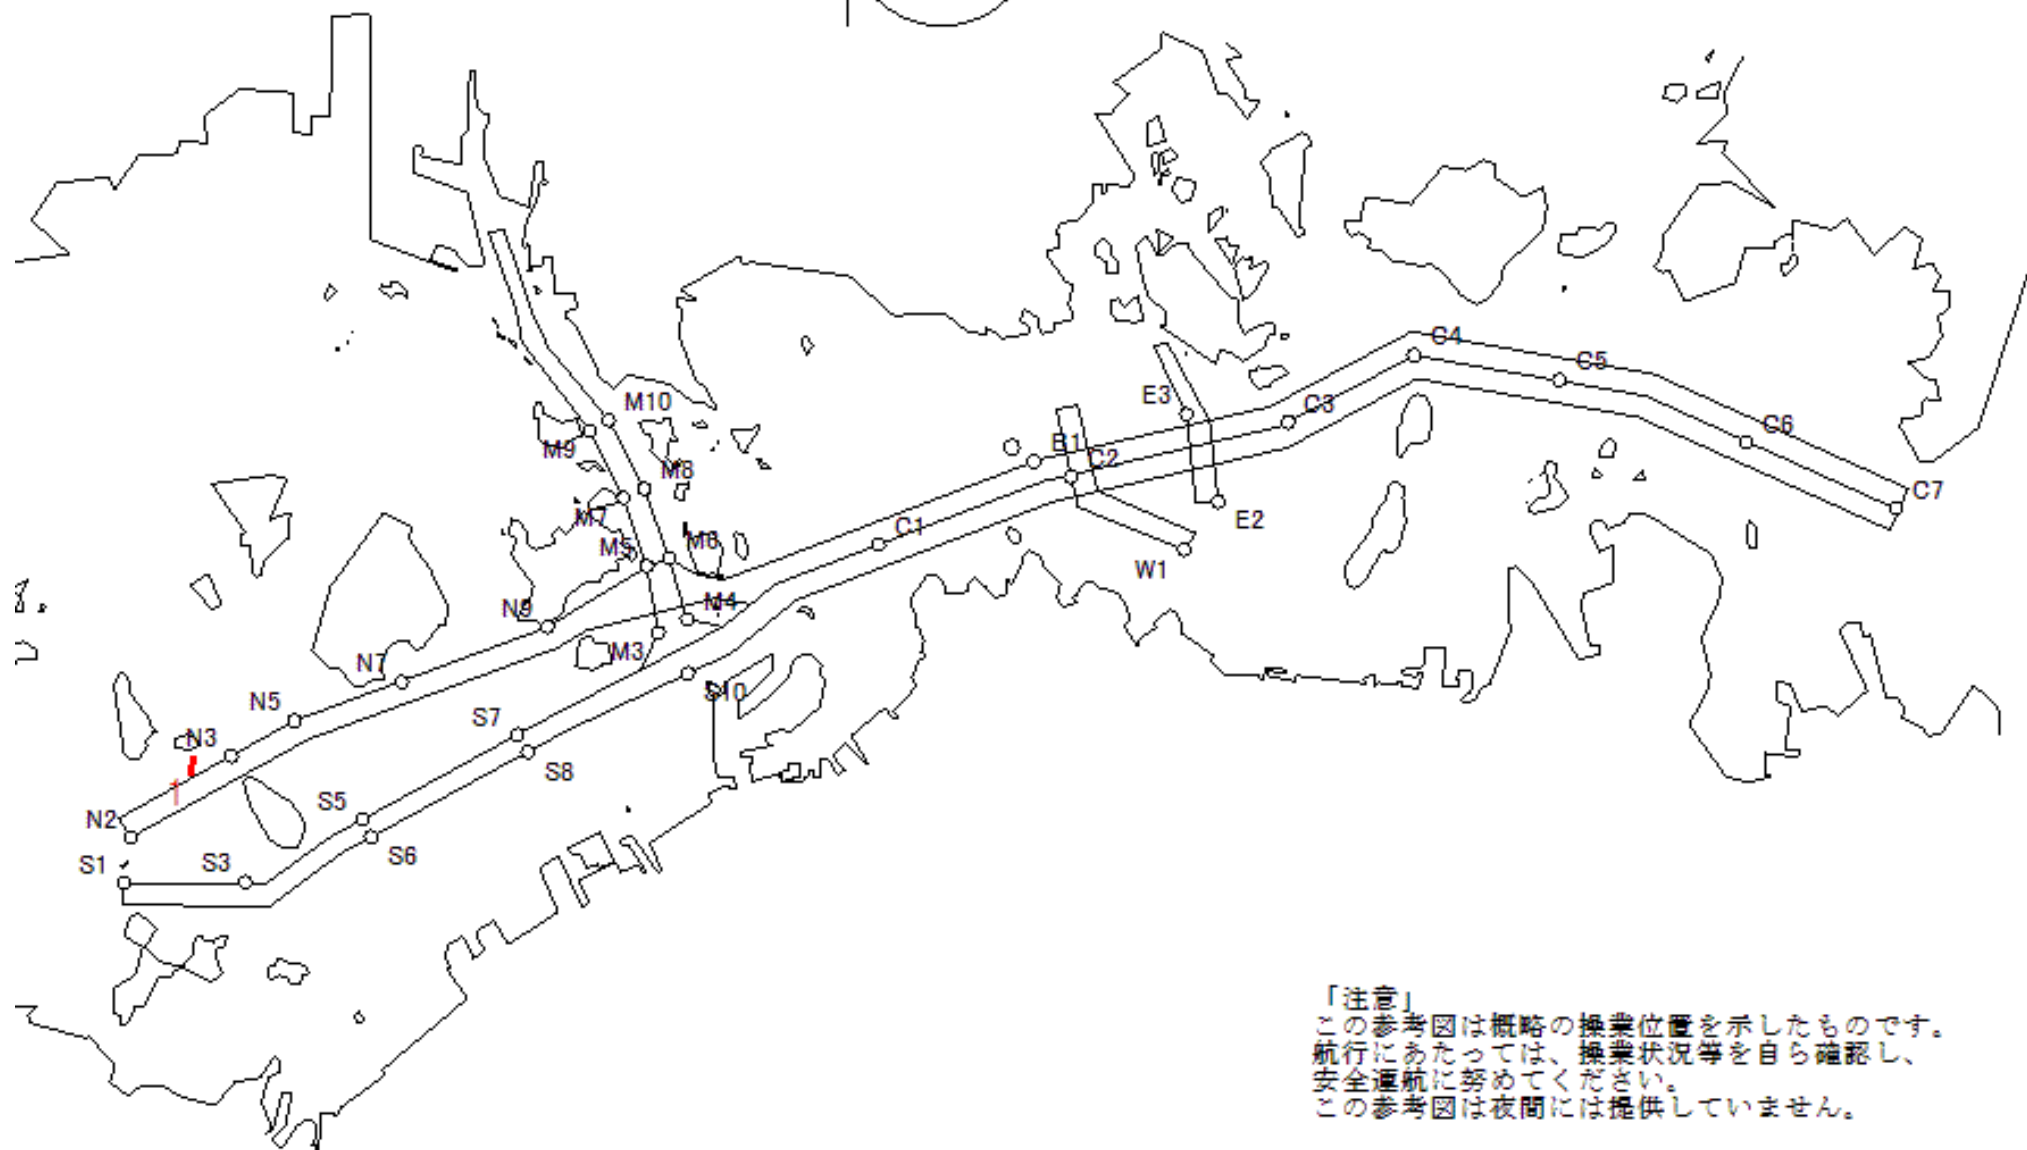 C4
C5
E3
M10
C3
C6
B1
M9
C2
M8
C7
M7
E2
C1
M6
M5
W1
N9
M4
M3
N7
S10
N5
S7
N3
S8
1
S5
N2
S6
S1
S3
「注意」
この参考図は概略の操業位置を示したものです。
航行にあたっては、操業状況等を自ら確認し、
安全運航に努めてください。
この参考図は夜間には提供していません。